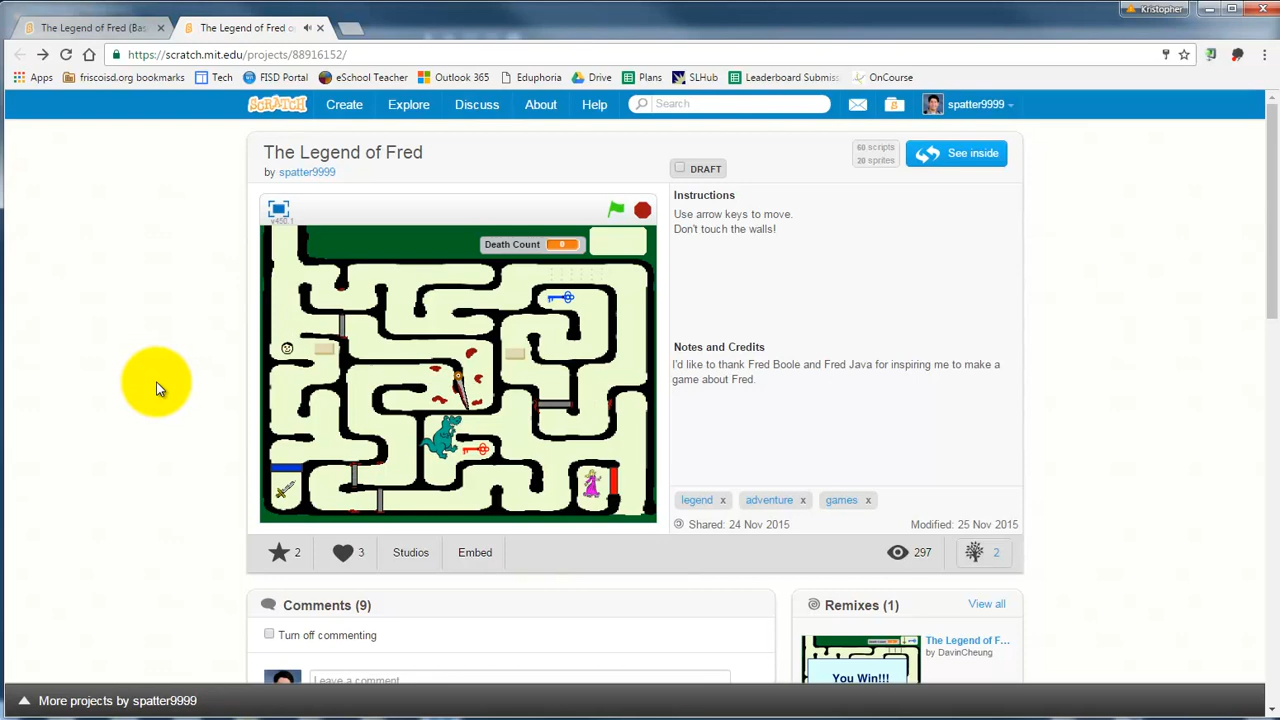 Kristopher
The Legend of Fred (Bas
The Legend of Fred o
https://scratch.mit.edu/projects/88916152/
Apps friscoisd.org bookmarks Tech FISD Portal eSchool Teacher Outlook 365 Eduphoria Drive Plans SLHub Leaderboard Submiss OnCourse
SCRATCH Create Explore Discuss About Help Search spatter9999
The Legend of Fred
by spatter9999
DRAFT
60 scripts
20 sprites
See inside
v450.1
Death Count 0
Instructions
Use arrow keys to move.
Don't touch the walls!
Notes and Credits
I'd like to thank Fred Boole and Fred Java for inspiring me to make a
game about Fred.
legend x adventure x games x
Shared: 24 Nov 2015 Modified: 25 Nov 2015
2 3 Studios Embed 297 2
Comments (9)
Turn off commenting
Leave a comment
Remixes (1) View all
The Legend of F...
by DavinCheung
You Win!!!
More projects by spatter9999